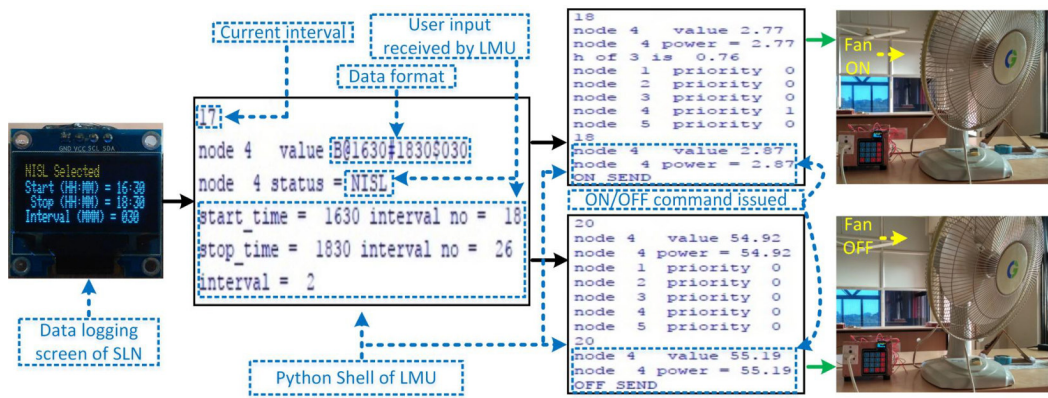 Current interval
User input
received by LMU
Data format
GND VCC SCL SDA
NISL Selected
Start (HH:MM) = 16:30
Stop (HH:MM) = 18:30
Interval (MMM) = 030
Data logging
screen of SLN
17
node 4 value B@1630#1830$030
node 4 status = NISL
start_time = 1630 interval no = 18
stop_time = 1830 interval no = 26
interval = 2
Python Shell of LMU
18
node 4 value 2.77
node 4 power = 2.77
h of 3 is 0.76
node 1 priority 0
node 2 priority 0
node 3 priority 0
node 4 priority 1
node 5 priority 0
18
node 4 value 2.87
node 4 power = 2.87
ON SEND
ON/OFF command issued
20
node 4 value 54.92
node 4 power = 54.92
node 1 priority 0
node 2 priority 0
node 3 priority 0
node 4 priority 0
node 5 priority 0
20
node 4 value 55.19
node 4 power = 55.19
OFF SEND
Fan
ON
Fan
OFF